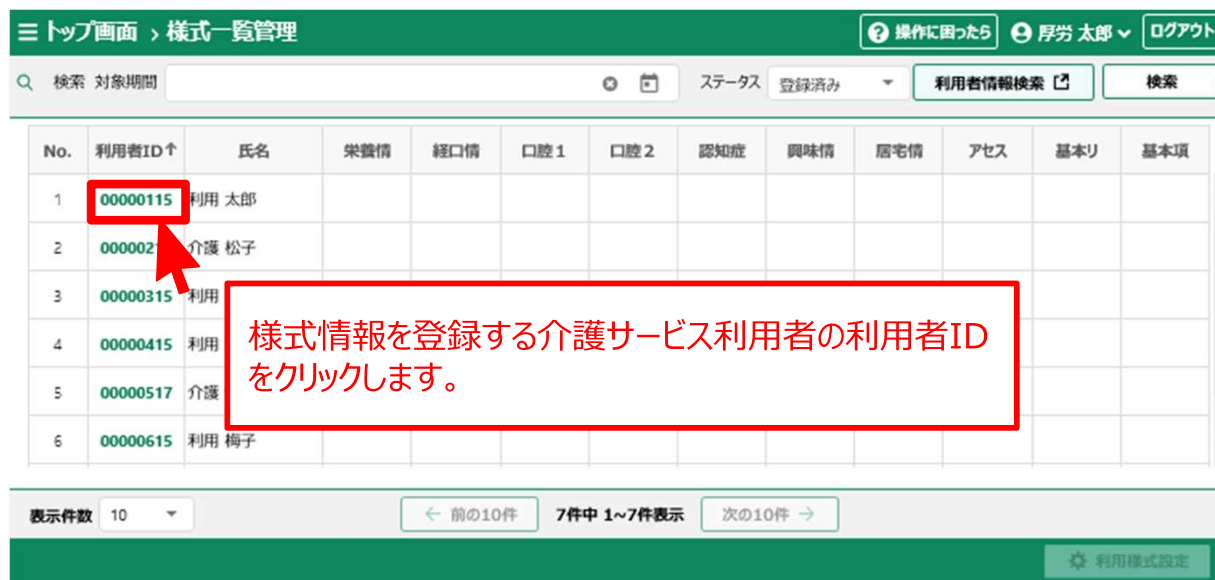 トップ画面 › 様式一覧管理 操作に困ったら 厚労 太郎 ログアウト
検索 対象期間 ステータス 登録済み 利用者情報検索 検索
No. 利用者ID↑ 氏名 栄養情 経口情 口腔1 口腔2 認知症 興味情 居宅情 アセス 基本リ 基本項
1 00000115 利用 太郎
2 000002 介護 松子
3 00000315 利用
4 00000415 利用
5 00000517 介護
6 00000615 利用 梅子
様式情報を登録する介護サービス利用者の利用者ID
をクリックします。
表示件数 10 ← 前の10件 7件中 1~7件表示 次の10件 →
利用様式設定